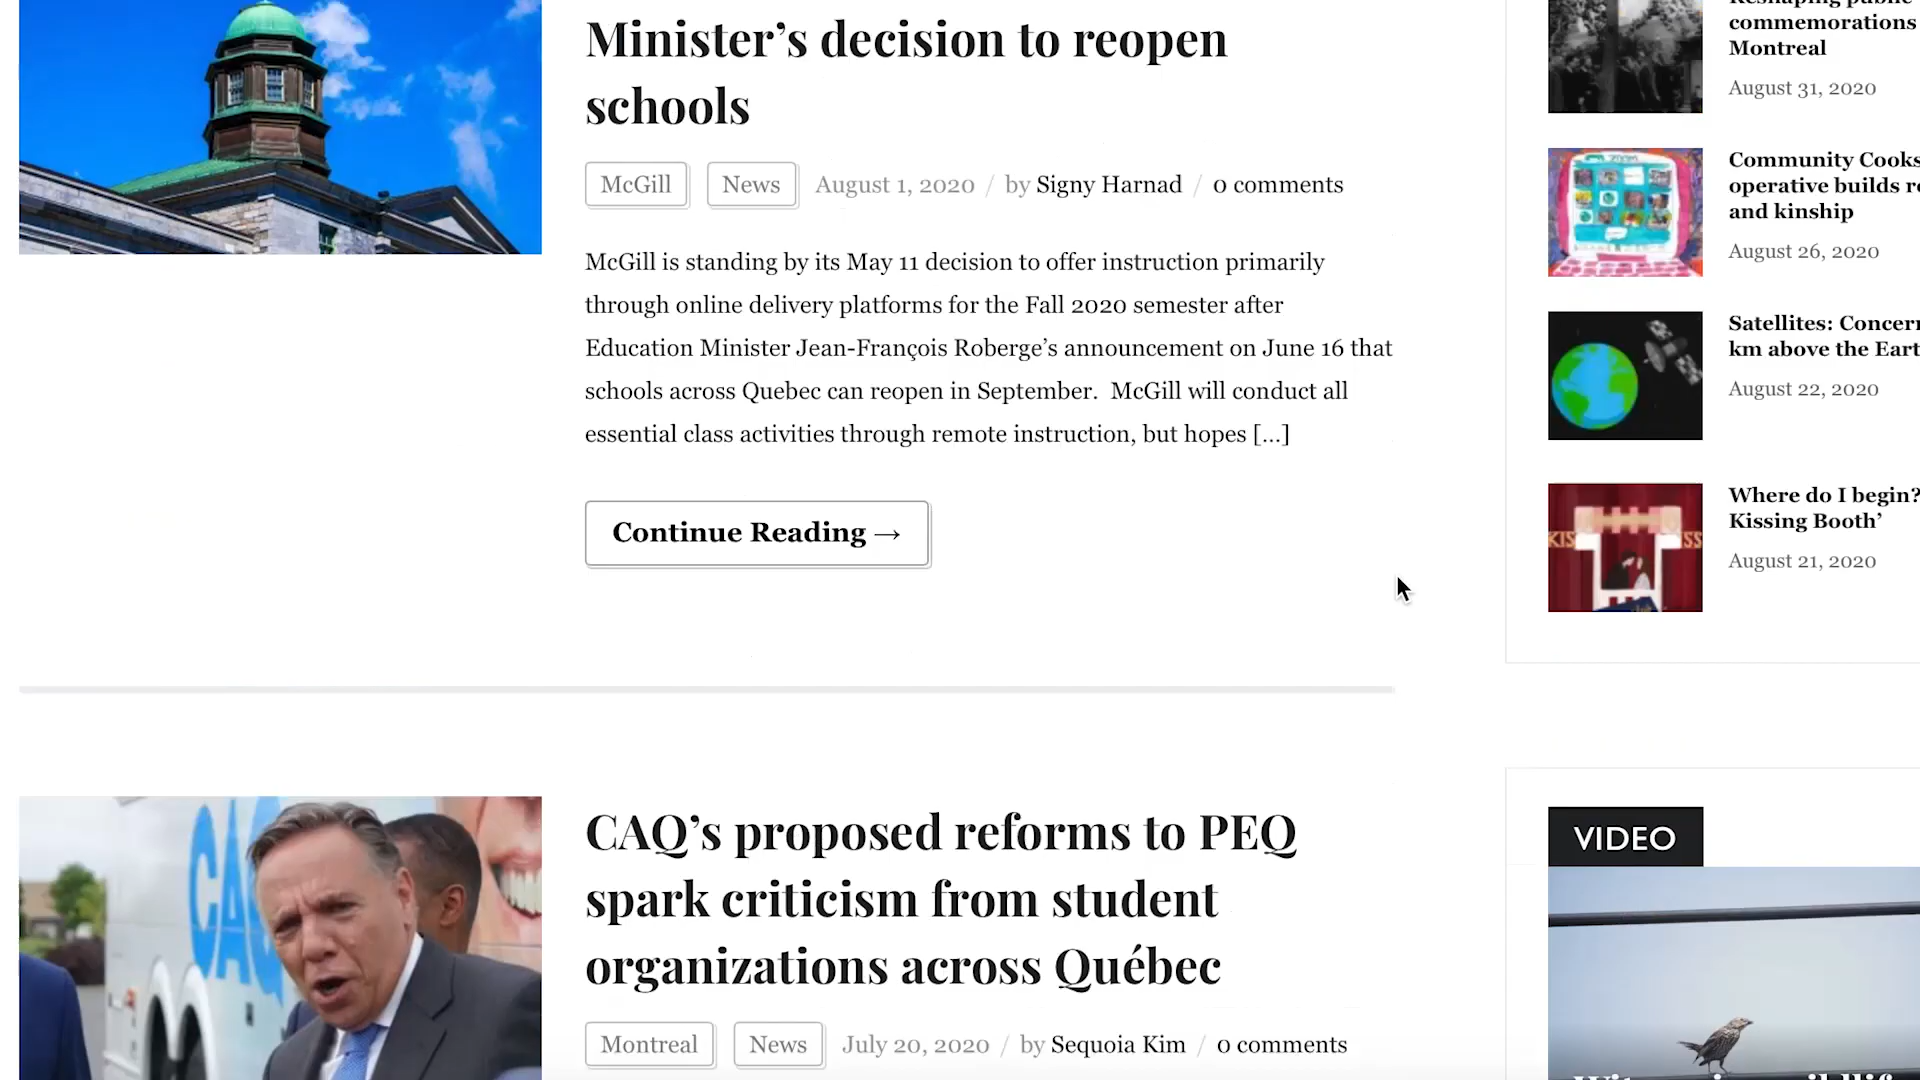 Minister’s decision to reopen
schools
McGill
News
August 1, 2020 / by Signy Harnad / 0 comments
McGill is standing by its May 11 decision to offer instruction primarily
through online delivery platforms for the Fall 2020 semester after
Education Minister Jean-François Roberge’s announcement on June 16 that
schools across Quebec can reopen in September.  McGill will conduct all
essential class activities through remote instruction, but hopes [...]
Continue Reading →
CAQ
CAQ’s proposed reforms to PEQ
spark criticism from student
organizations across Québec
Montreal
News
July 20, 2020 / by Sequoia Kim / 0 comments
Reshaping public
commemorations
Montreal
August 31, 2020
Community Cooks
operative builds
and kinship
August 26, 2020
Satellites:
km above the
August 22, 2020
KIS
SS
Where do I begin?
Kissing Booth’
August 21, 2020
VIDEO